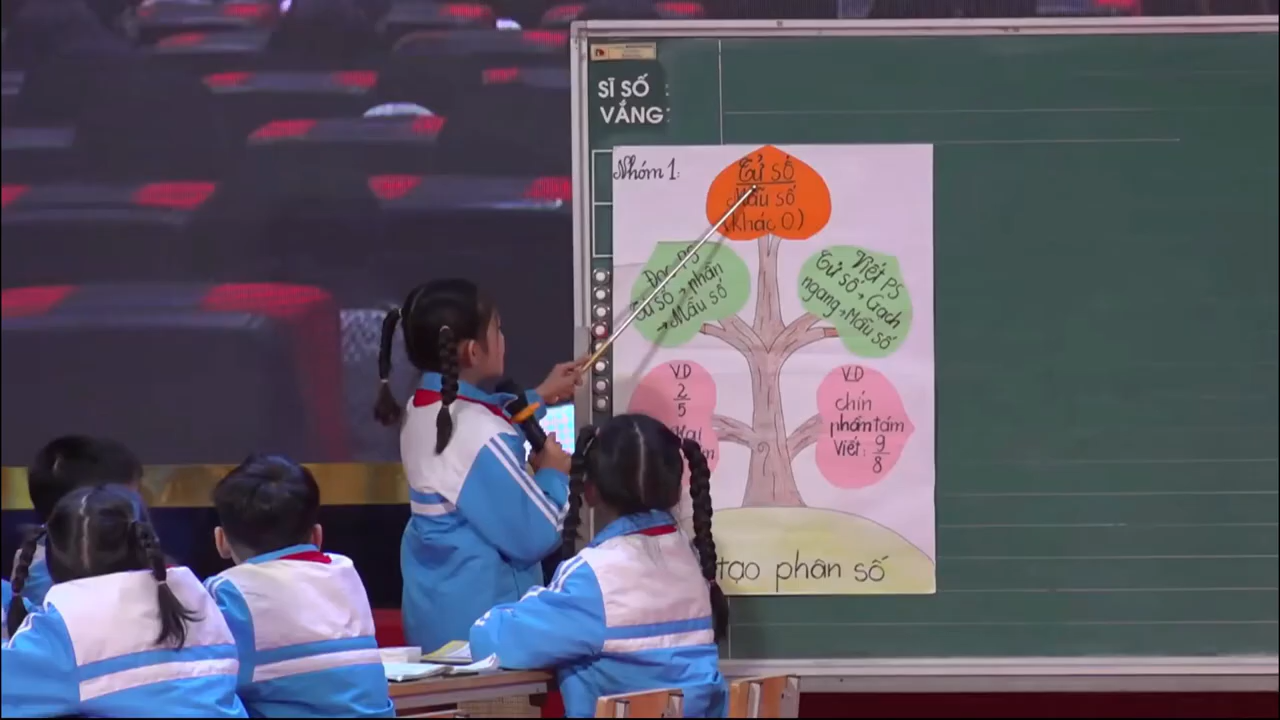 SĨ SỐ :
VẮNG:
Nhóm 1:
Tử số
Mẫu số
(khác 0)
Đọc PS
Tử số → phần
→ Mẫu số
Viết PS
Tử số → Gạch
ngang → Mẫu số
VD
2
5
Hai
VD
chín
phần tám
Viết: 9
8
tạo phân số